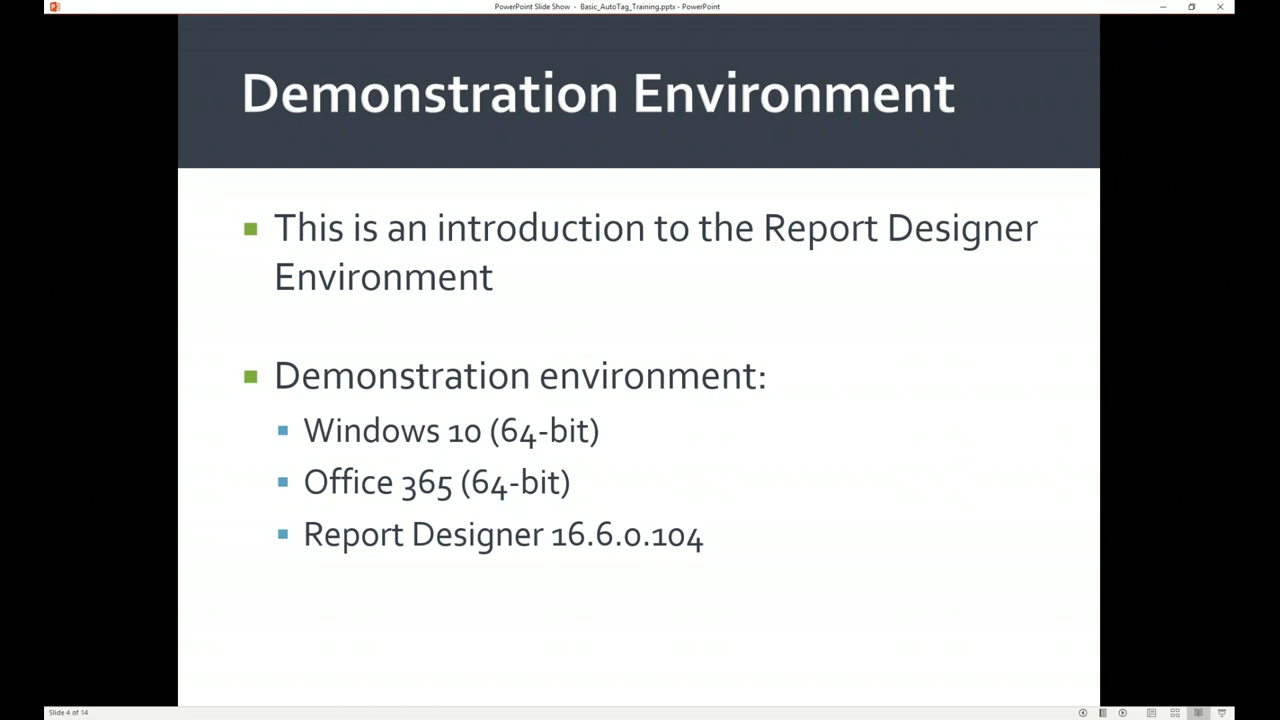 PowerPoint Slide Show - Basic_AutoTag_Training.pptx - PowerPoint
Demonstration Environment
This is an introduction to the Report Designer
Environment
Demonstration environment:
Windows 10 (64-bit)
Office 365 (64-bit)
Report Designer 16.6.0.104
Slide 4 of 14